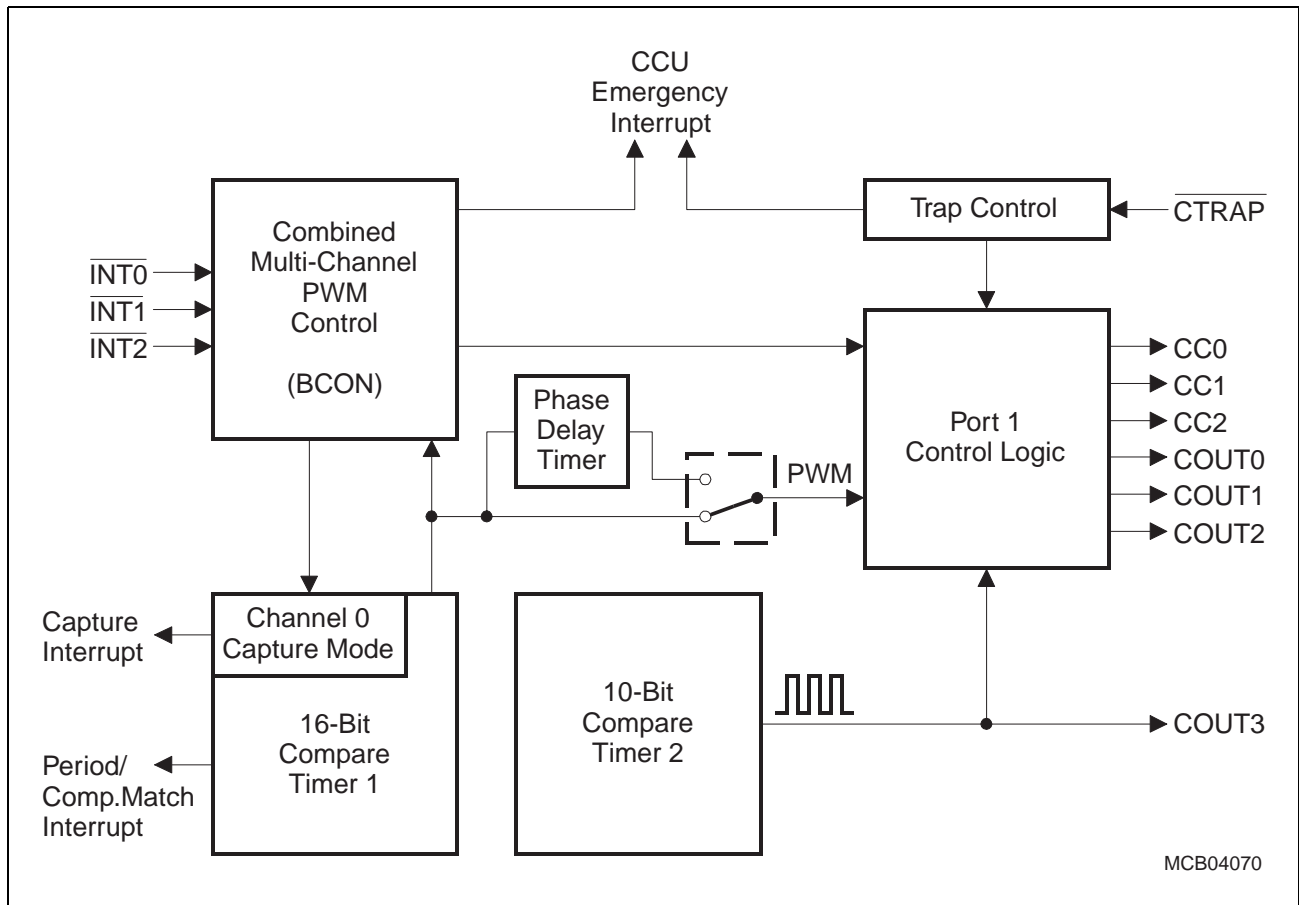 CCU
Emergency
Interrupt
Combined
Multi-Channel
PWM
Control
(BCON)
Trap Control
CTRAP
INT0
INT1
INT2
Phase
Delay
Timer
PWM
Port 1
Control Logic
CC0
CC1
CC2
COUT0
COUT1
COUT2
Capture
Interrupt
Channel 0
Capture Mode
16-Bit
Compare
Timer 1
Period/
Comp.Match
Interrupt
10-Bit
Compare
Timer 2
COUT3
MCB04070